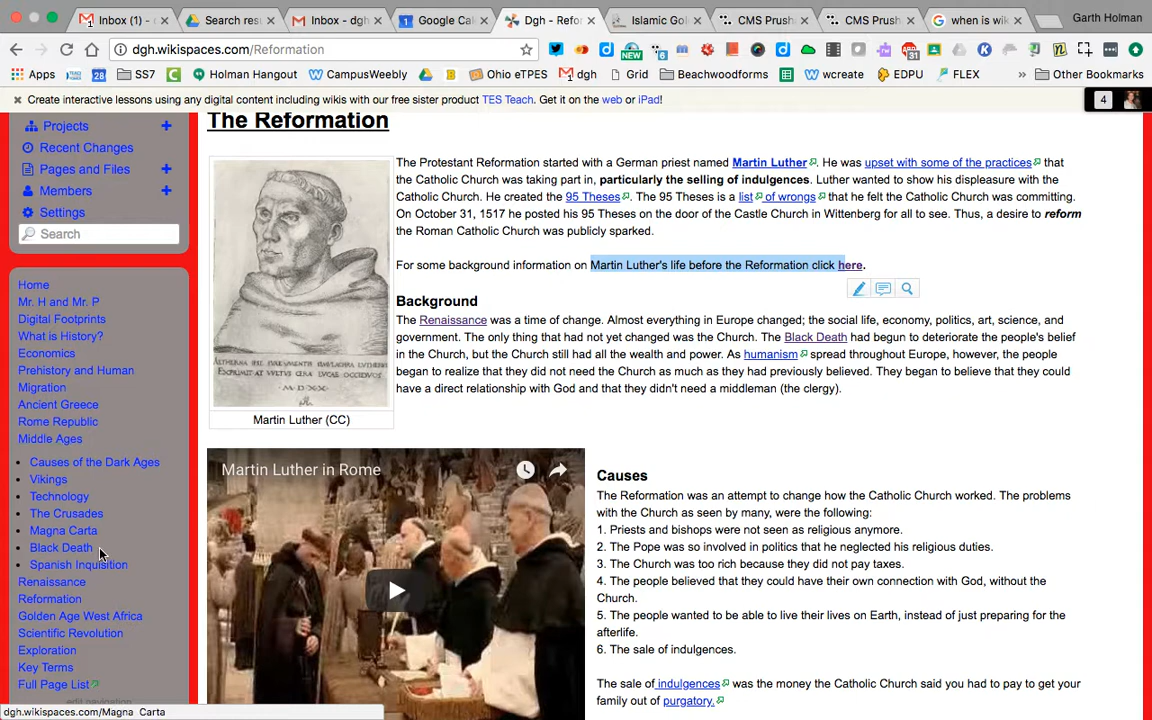 Inbox (1) -
Search resu
Inbox - dgh
Google Cal
Dgh - Refor
Islamic Gol
CMS Prush
CMS Prush
when is wik
Garth Holman
dgh.wikispaces.com/Reformation
Apps
28
SS7
Holman Hangout
CampusWeebly
Ohio eTPES
dgh
Grid
Beachwoodforms
wcreate
EDPU
FLEX
Other Bookmarks
Create interactive lessons using any digital content including wikis with our free sister product TES Teach. Get it on the web or iPad!
4
Projects
Recent Changes
Pages and Files
Members
Settings
Search
Home
Mr. H and Mr. P
Digital Footprints
What is History?
Economics
Prehistory and Human
Migration
Ancient Greece
Rome Republic
Middle Ages
Causes of the Dark Ages
Vikings
Technology
The Crusades
Magna Carta
Black Death
Spanish Inquisition
Renaissance
Reformation
Golden Age West Africa
Scientific Revolution
Exploration
Key Terms
Full Page List
edit navigation
dgh.wikispaces.com/Magna Carta
The Reformation
Martin Luther (CC)
The Protestant Reformation started with a German priest named Martin Luther. He was upset with some of the practices that
the Catholic Church was taking part in, particularly the selling of indulgences. Luther wanted to show his displeasure with the
Catholic Church. He created the 95 Theses. The 95 Theses is a list of wrongs that he felt the Catholic Church was committing.
On October 31, 1517 he posted his 95 Theses on the door of the Castle Church in Wittenberg for all to see. Thus, a desire to reform
the Roman Catholic Church was publicly sparked.
For some background information on Martin Luther's life before the Reformation click here.
Background
The Renaissance was a time of change. Almost everything in Europe changed; the social life, economy, politics, art, science, and
government. The only thing that had not yet changed was the Church. The Black Death had begun to deteriorate the people's belief
in the Church, but the Church still had all the wealth and power. As humanism spread throughout Europe, however, the people
began to realize that they did not need the Church as much as they had previously believed. They began to believe that they could
have a direct relationship with God and that they didn't need a middleman (the clergy).
Martin Luther in Rome
Causes
The Reformation was an attempt to change how the Catholic Church worked. The problems
with the Church as seen by many, were the following:
1. Priests and bishops were not seen as religious anymore.
2. The Pope was so involved in politics that he neglected his religious duties.
3. The Church was too rich because they did not pay taxes.
4. The people believed that they could have their own connection with God, without the
Church.
5. The people wanted to be able to live their lives on Earth, instead of just preparing for the
afterlife.
6. The sale of indulgences.
The sale of indulgences was the money the Catholic Church said you had to pay to get your
family out of purgatory.